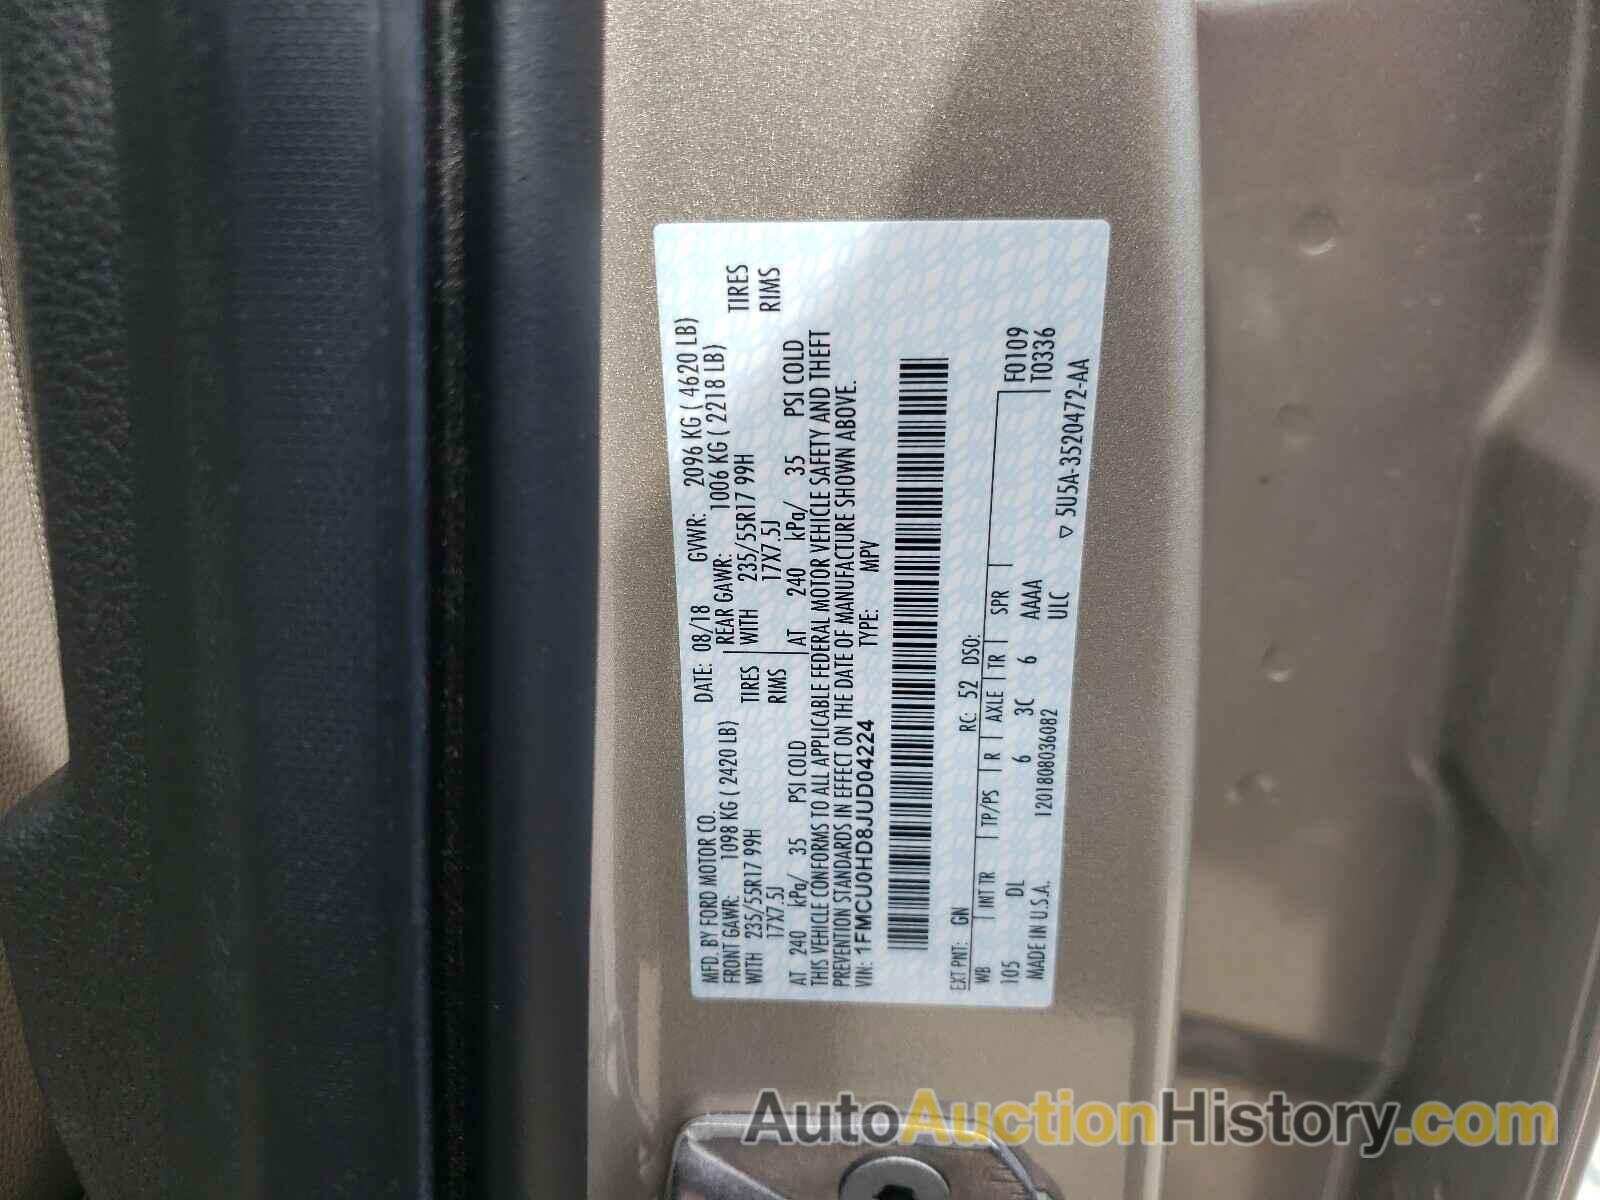 MFD. BY FORD MOTOR CO.
DATE: 08/18 GVWR: 2096 KG ( 4620 LB)
FRONT GAWR: 1098 KG ( 2420 LB) REAR GAWR: 1006 KG ( 2218 LB)
WITH 235/55R17 99H TIRES WITH 235/55R17 99H TIRES
17X7.5J RIMS 17X7.5J RIMS
AT 240 kPa/ 35 PSI COLD AT 240 kPa/ 35 PSI COLD
THIS VEHICLE CONFORMS TO ALL APPLICABLE FEDERAL MOTOR VEHICLE SAFETY AND THEFT
PREVENTION STANDARDS IN EFFECT ON THE DATE OF MANUFACTURE SHOWN ABOVE.
VIN: 1FMCU0HD8JUD04224 TYPE: MPV
EXT PNT: GN RC: 52 DSO:
WB INT TR TP/PS R AXLE TR SPR F0109
105 DL 6 3C 6 AAAA T0336
MADE IN U.S.A. 1201808036082 ULC ▽ 5U5A-3520472-AA
AutoAuctionHistory.com